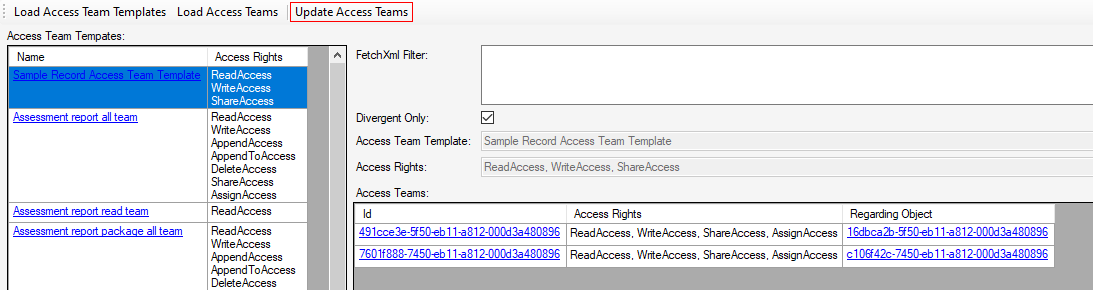 Load Access Team Templates Load Access Teams Update Access Teams
Access Team Tempates:
Name Access Rights
Sample Record Access Team Template ReadAccess
WriteAccess
ShareAccess
Assessment report all team ReadAccess
WriteAccess
AppendAccess
AppendToAccess
DeleteAccess
ShareAccess
AssignAccess
Assessment report read team ReadAccess
Assessment report package all team ReadAccess
WriteAccess
AppendAccess
AppendToAccess
DeleteAccess
FetchXml Filter:
Divergent Only:
Access Team Template: Sample Record Access Team Template
Access Rights: ReadAccess, WriteAccess, ShareAccess
Access Teams:
Id Access Rights Regarding Object
491cce3e-5f50-eb11-a812-000d3a480896 ReadAccess, WriteAccess, ShareAccess, AssignAccess 16dbca2b-5f50-eb11-a812-000d3a480896
7601f888-7450-eb11-a812-000d3a480896 ReadAccess, WriteAccess, ShareAccess, AssignAccess c106f42c-7450-eb11-a812-000d3a480896